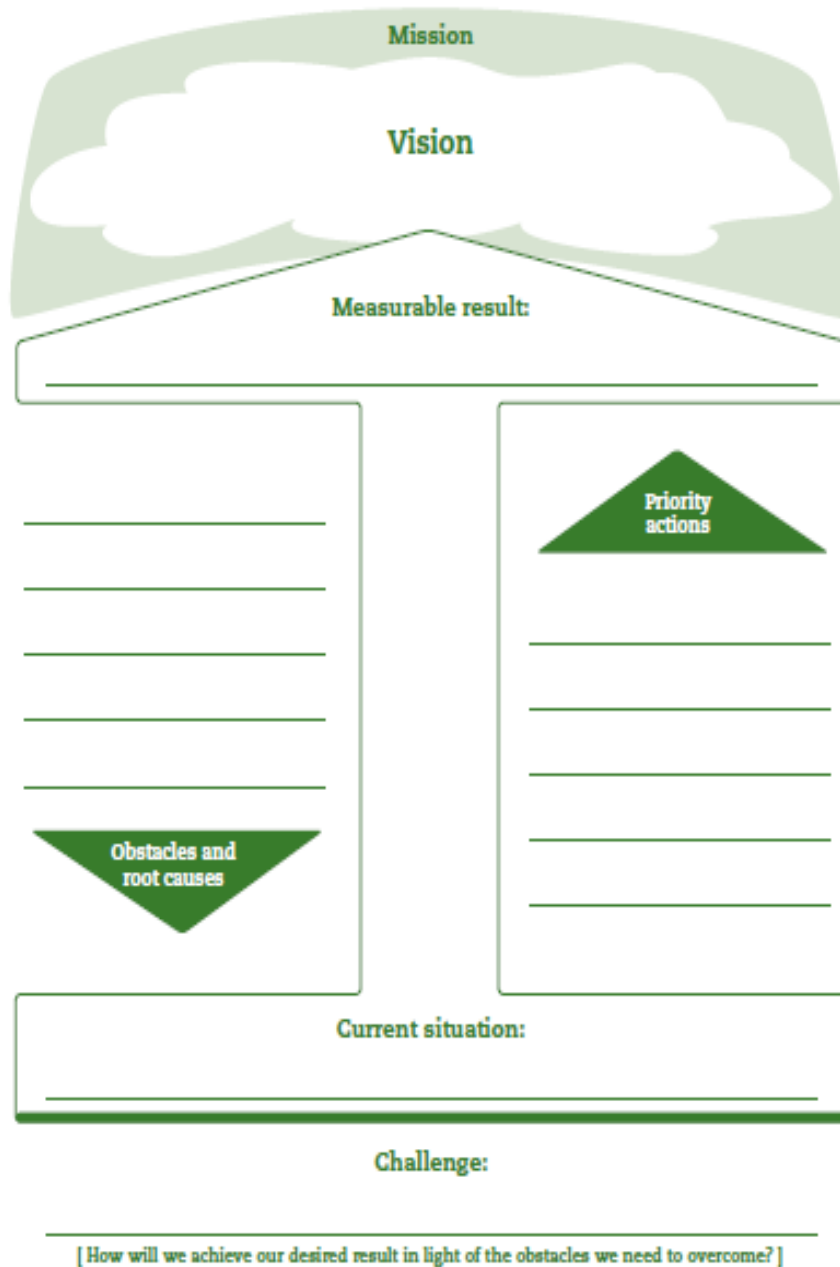 Mission
Vision
Measurable result:
Priority
actions
Obstacles and
root causes
Current situation:
Challenge:
[ How will we achieve our desired result in light of the obstacles we need to overcome? ]